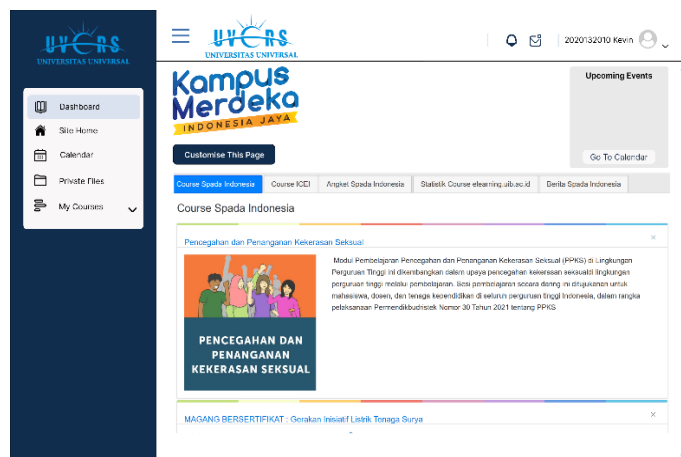 UVERS
UNIVERSITAS UNIVERSAL
Dashboard
Site Home
Calendar
Private Files
My Courses
UVERS
UNIVERSITAS UNIVERSAL
2020132010 Kevin
Kampus
Merdeka
INDONESIA JAYA
Customise This Page
Upcoming Events
Go To Calendar
Course Spada Indonesia
Course ICEI
Angket Spada Indonesia
Statistik Course elearning.uib.ac.id
Berita Spada Indonesia
Course Spada Indonesia
Pencegahan dan Penanganan Kekerasan Seksual
PENCEGAHAN DAN
PENANGANAN
KEKERASAN SEKSUAL
Modul Pembelajaran Pencegahan dan Penanganan Kekerasan Seksual (PPKS) di Lingkungan
Perguruan Tinggi ini dikembangkan dalam upaya pencegahan kekerasan seksualdi lingkungan
perguruan tinggi melalui pembelajaran. Sesi pembelajaran secara daring ini ditujukanan untuk
mahasiswa, dosen, dan tenaga kependidikan di seluruh perguruan tinggi Indonesia, dalam rangka
pelaksanaan Permendikbudristek Nomor 30 Tahun 2021 tentang PPKS
MAGANG BERSERTIFIKAT : Gerakan Inisiatif Listrik Tenaga Surya